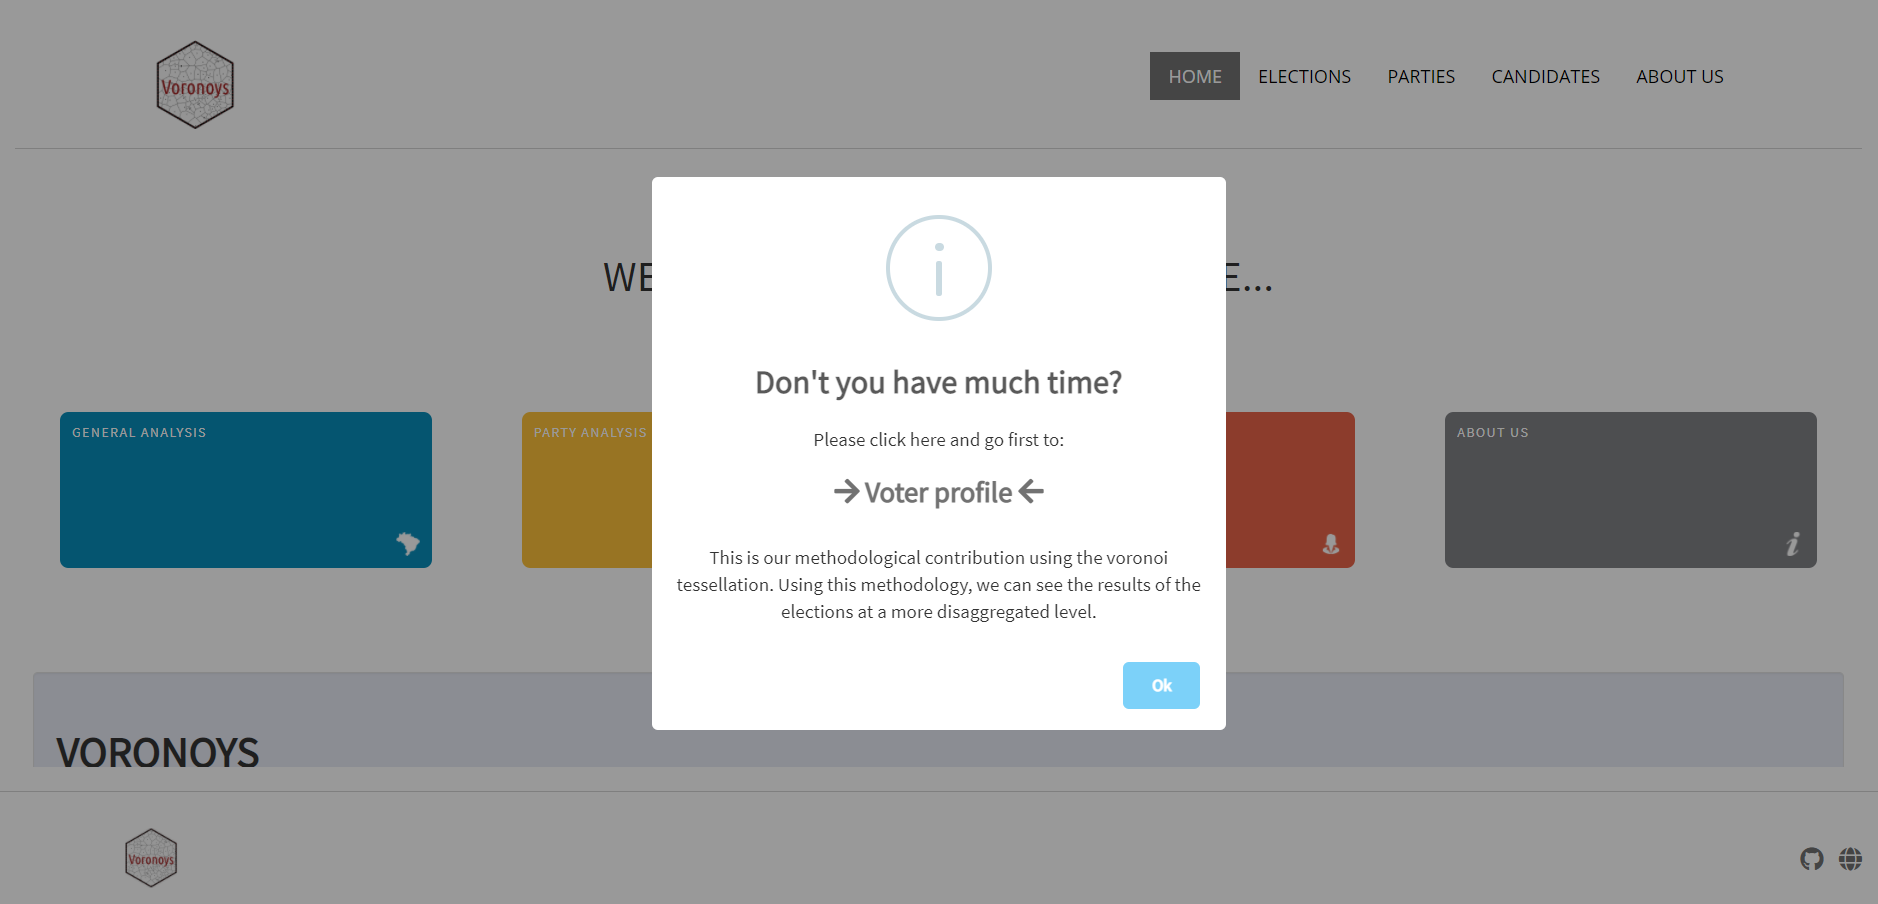 Voronoys
HOME
ELECTIONS
PARTIES
CANDIDATES
ABOUT US
Don't you have much time?
Please click here and go first to:
Voter profile
This is our methodological contribution using the voronoi
tessellation. Using this methodology, we can see the results of the
elections at a more disaggregated level.
Ok
GENERAL ANALYSIS
PARTY ANALYSIS
ABOUT US
VORONOYS
Voronoys